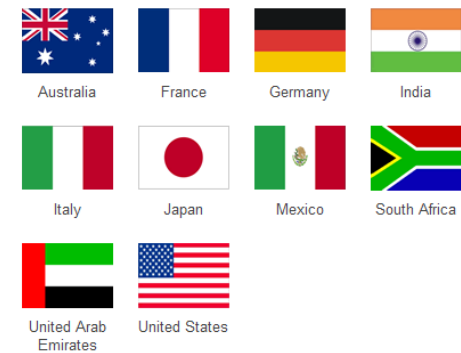 Australia
France
Germany
India
Italy
Japan
Mexico
South Africa
United Arab
Emirates
United States